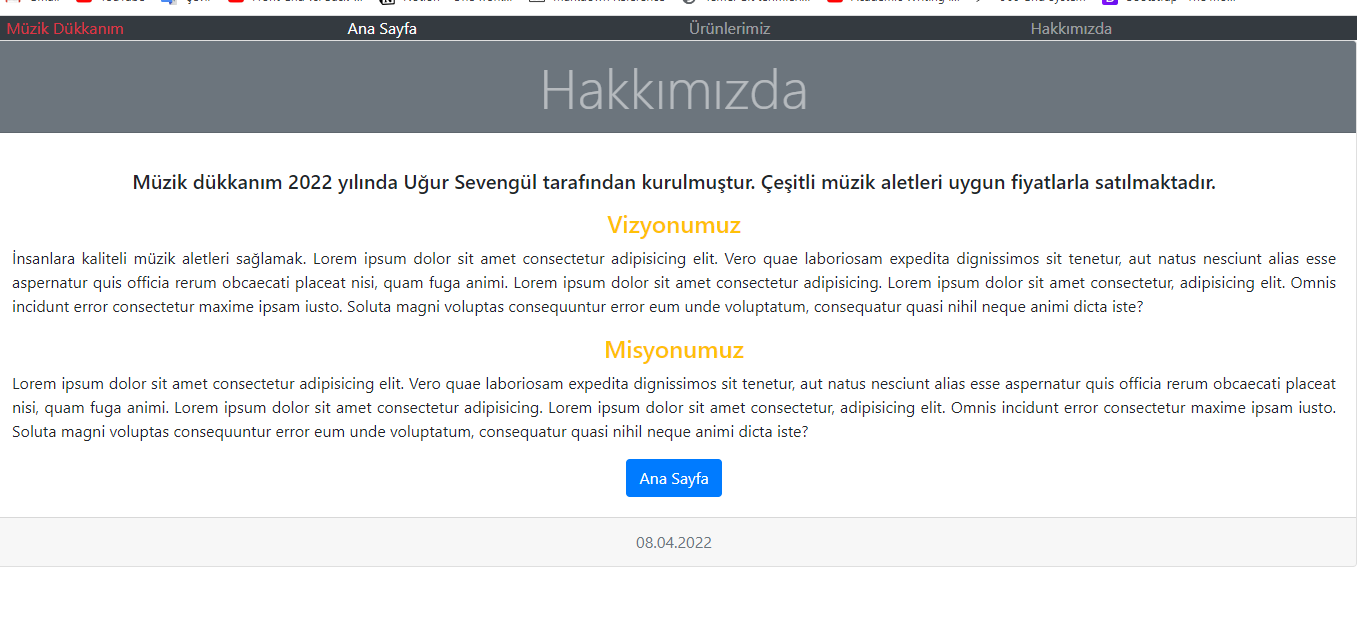 Müzik Dükkanım Ana Sayfa Ürünlerimiz Hakkımızda
Hakkımızda
Müzik dükkanım 2022 yılında Uğur Sevengül tarafından kurulmuştur. Çeşitli müzik aletleri uygun fiyatlarla satılmaktadır.
Vizyonumuz
İnsanlara kaliteli müzik aletleri sağlamak. Lorem ipsum dolor sit amet consectetur adipisicing elit. Vero quae laboriosam expedita dignissimos sit tenetur, aut natus nesciunt alias esse
aspernatur quis officia rerum obcaecati placeat nisi, quam fuga animi. Lorem ipsum dolor sit amet consectetur adipisicing. Lorem ipsum dolor sit amet consectetur, adipisicing elit. Omnis
incidunt error consectetur maxime ipsam iusto. Soluta magni voluptas consequuntur error eum unde voluptatum, consequatur quasi nihil neque animi dicta iste?
Misyonumuz
Lorem ipsum dolor sit amet consectetur adipisicing elit. Vero quae laboriosam expedita dignissimos sit tenetur, aut natus nesciunt alias esse aspernatur quis officia rerum obcaecati placeat
nisi, quam fuga animi. Lorem ipsum dolor sit amet consectetur adipisicing. Lorem ipsum dolor sit amet consectetur, adipisicing elit. Omnis incidunt error consectetur maxime ipsam iusto.
Soluta magni voluptas consequuntur error eum unde voluptatum, consequatur quasi nihil neque animi dicta iste?
Ana Sayfa
08.04.2022